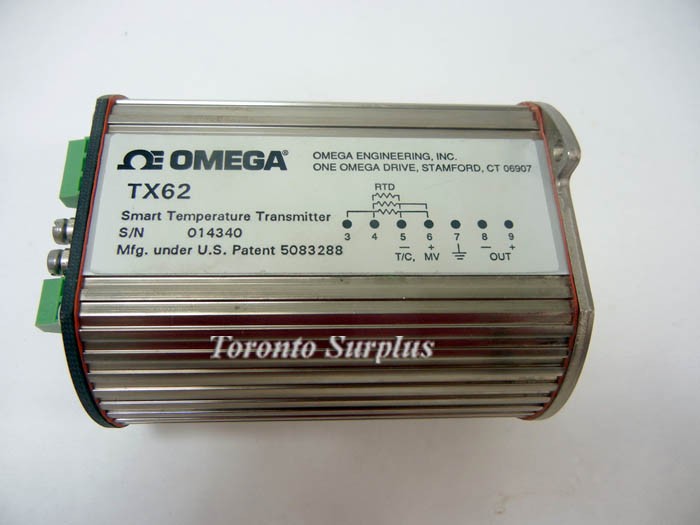 OMEGA®
OMEGA ENGINEERING, INC.
ONE OMEGA DRIVE, STAMFORD, CT 06907
TX62
Smart Temperature Transmitter
S/N 014340
Mfg. under U.S. Patent 5083288
RTD
3 4 5 6 7 8 9
− + − +
T/C, MV OUT
Toronto Surplus